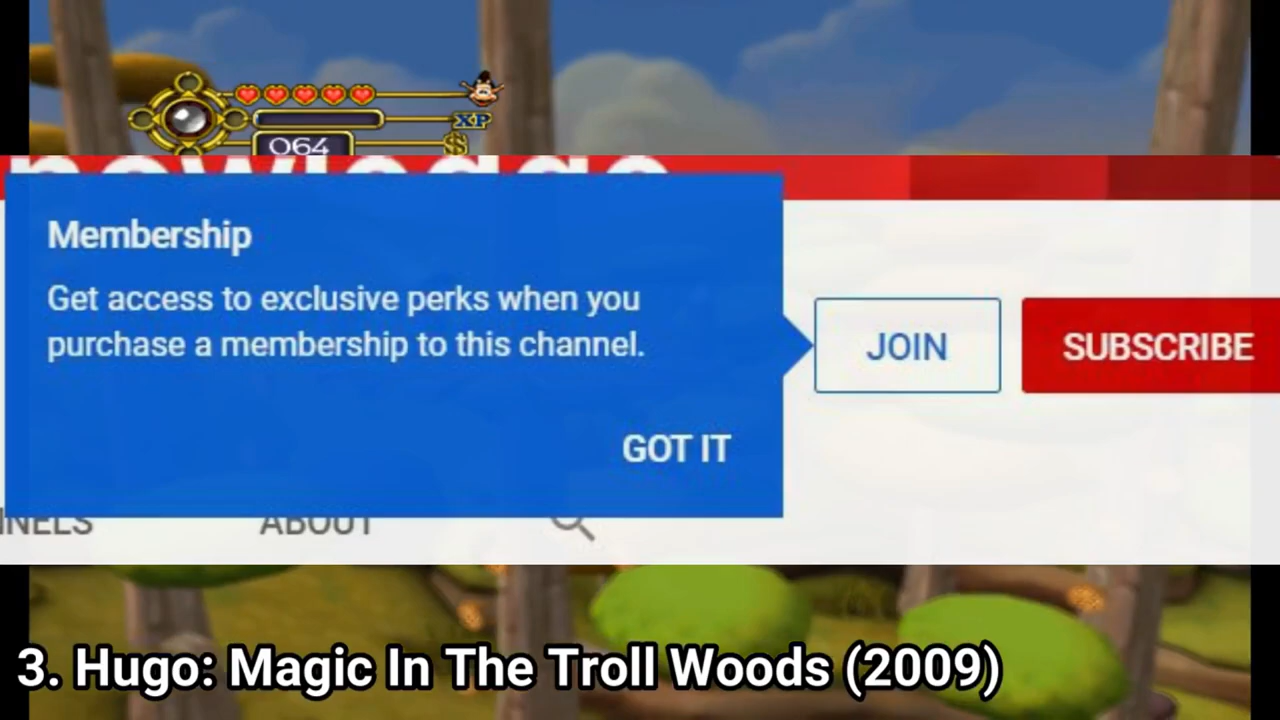 XP
064
$
Membership
Get access to exclusive perks when you
purchase a membership to this channel.
JOIN
SUBSCRIBE
GOT IT
NNELS
ABOUT
3. Hugo: Magic In The Troll Woods (2009)